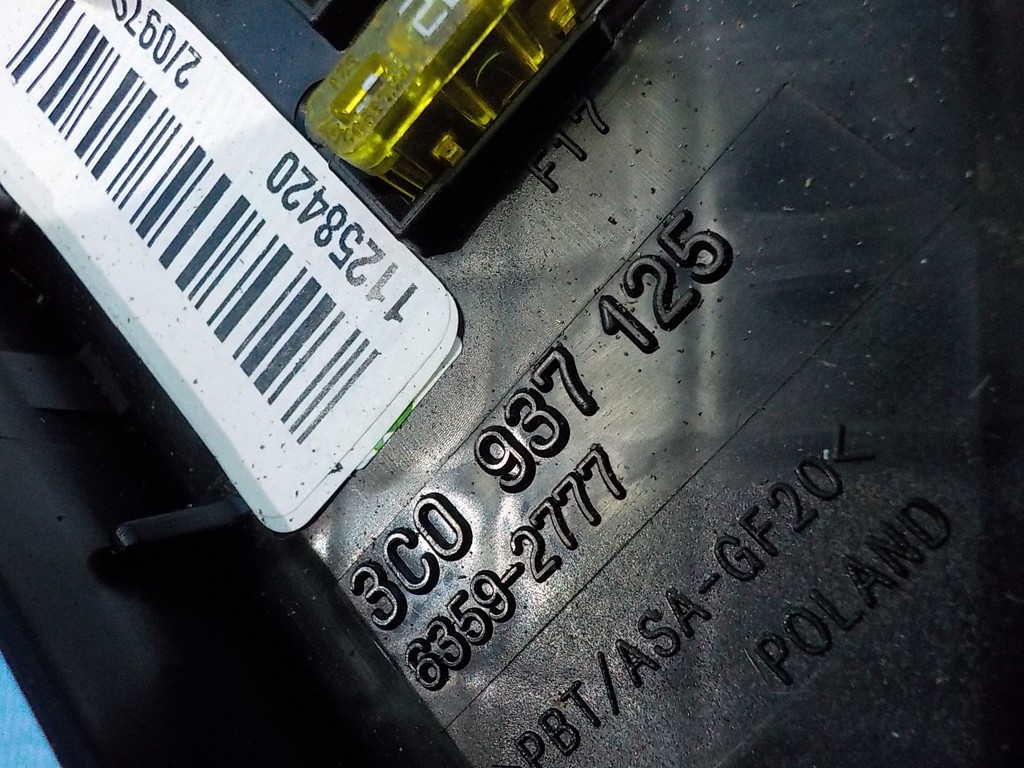 11258420
F17
3C0 937 125
6359-2777
PBT/ASA-GF20<
POLAND